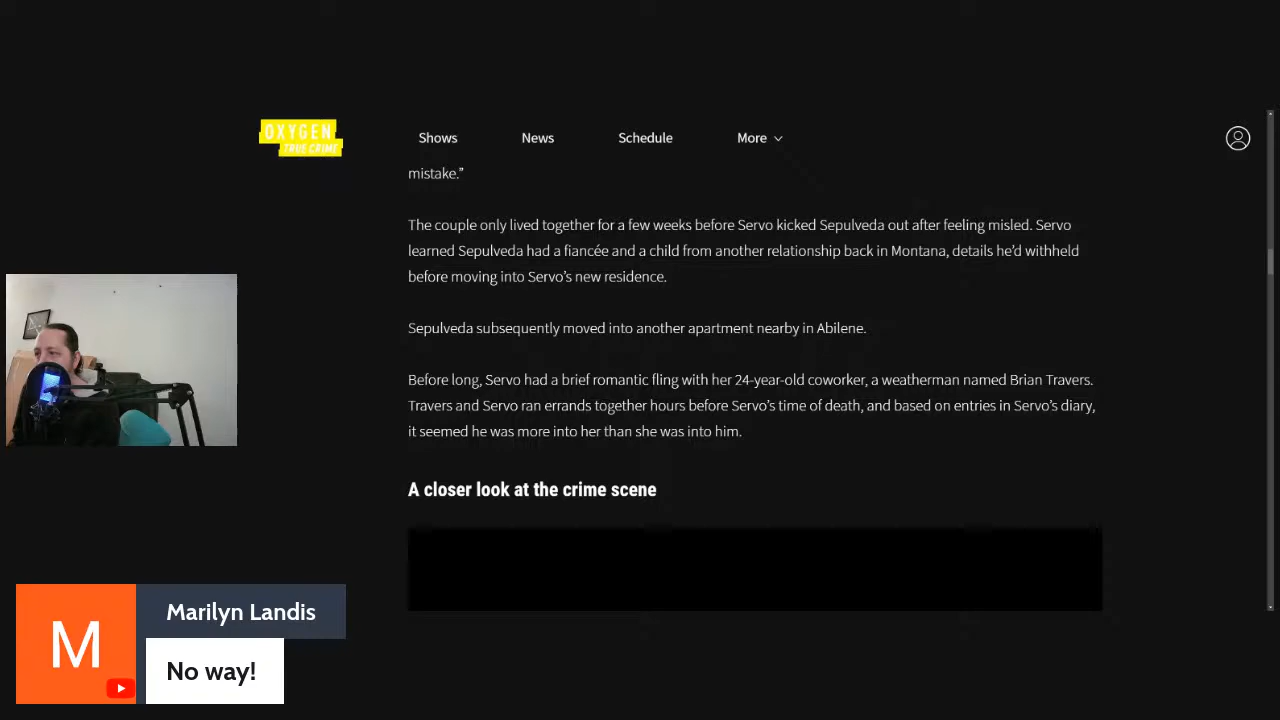 OXYGEN
TRUE CRIME
Shows
News
Schedule
More
mistake.”
The couple only lived together for a few weeks before Servo kicked Sepulveda out after feeling misled. Servo
learned Sepulveda had a fiancée and a child from another relationship back in Montana, details he’d withheld
before moving into Servo’s new residence.
Sepulveda subsequently moved into another apartment nearby in Abilene.
Before long, Servo had a brief romantic fling with her 24-year-old coworker, a weatherman named Brian Travers.
Travers and Servo ran errands together hours before Servo’s time of death, and based on entries in Servo’s diary,
it seemed he was more into her than she was into him.
A closer look at the crime scene
M
Marilyn Landis
No way!